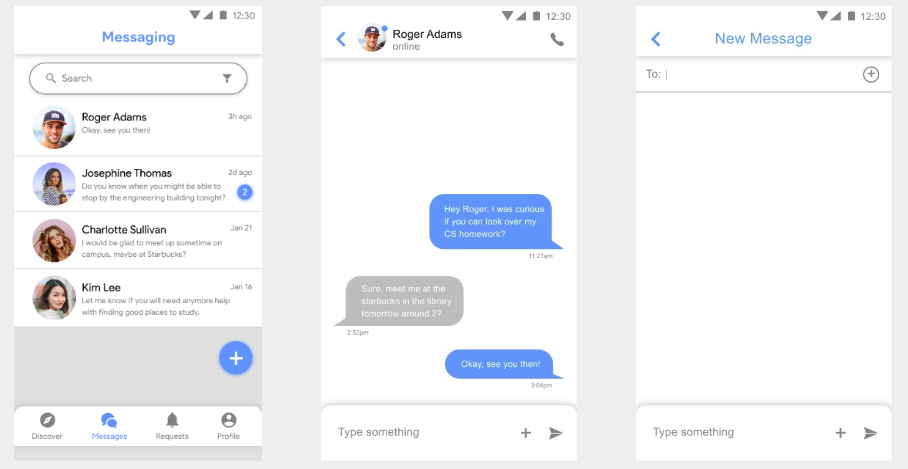 12:30
Messaging
Search
Roger Adams
3h ago
Okay, see you then!
Josephine Thomas
2d ago
Do you know when you might be able to
stop by the engineering building tonight?
2
Charlotte Sullivan
Jan 21
I would be glad to meet up sometime on
campus, maybe at Starbucks?
Kim Lee
Jan 16
Let me know if you will need anymore help
with finding good places to study.
Discover
Messages
Requests
Profile
12:30
Roger Adams
online
Hey Roger, I was curious
if you can look over my
CS homework?
11:21am
Sure, meet me at the
starbucks in the library
tomorrow around 2?
2:52pm
Okay, see you then!
3:04pm
Type something
12:30
New Message
To:
Type something